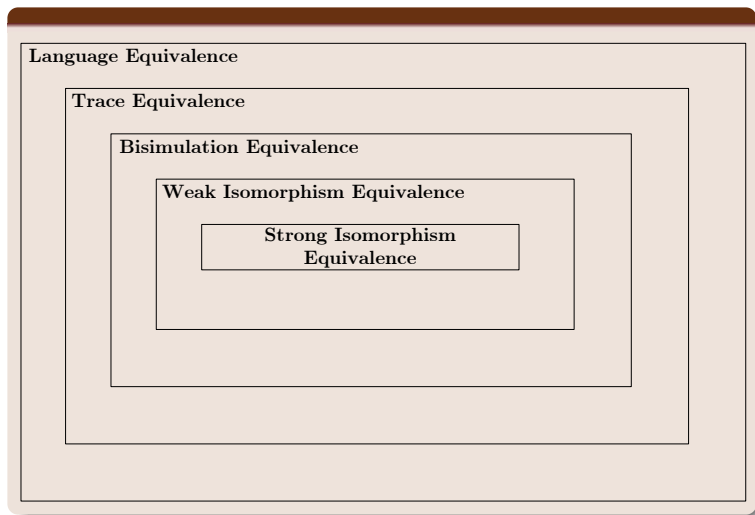 Language Equivalence
Trace Equivalence
Bisimulation Equivalence
Weak Isomorphism Equivalence
Strong Isomorphism
Equivalence